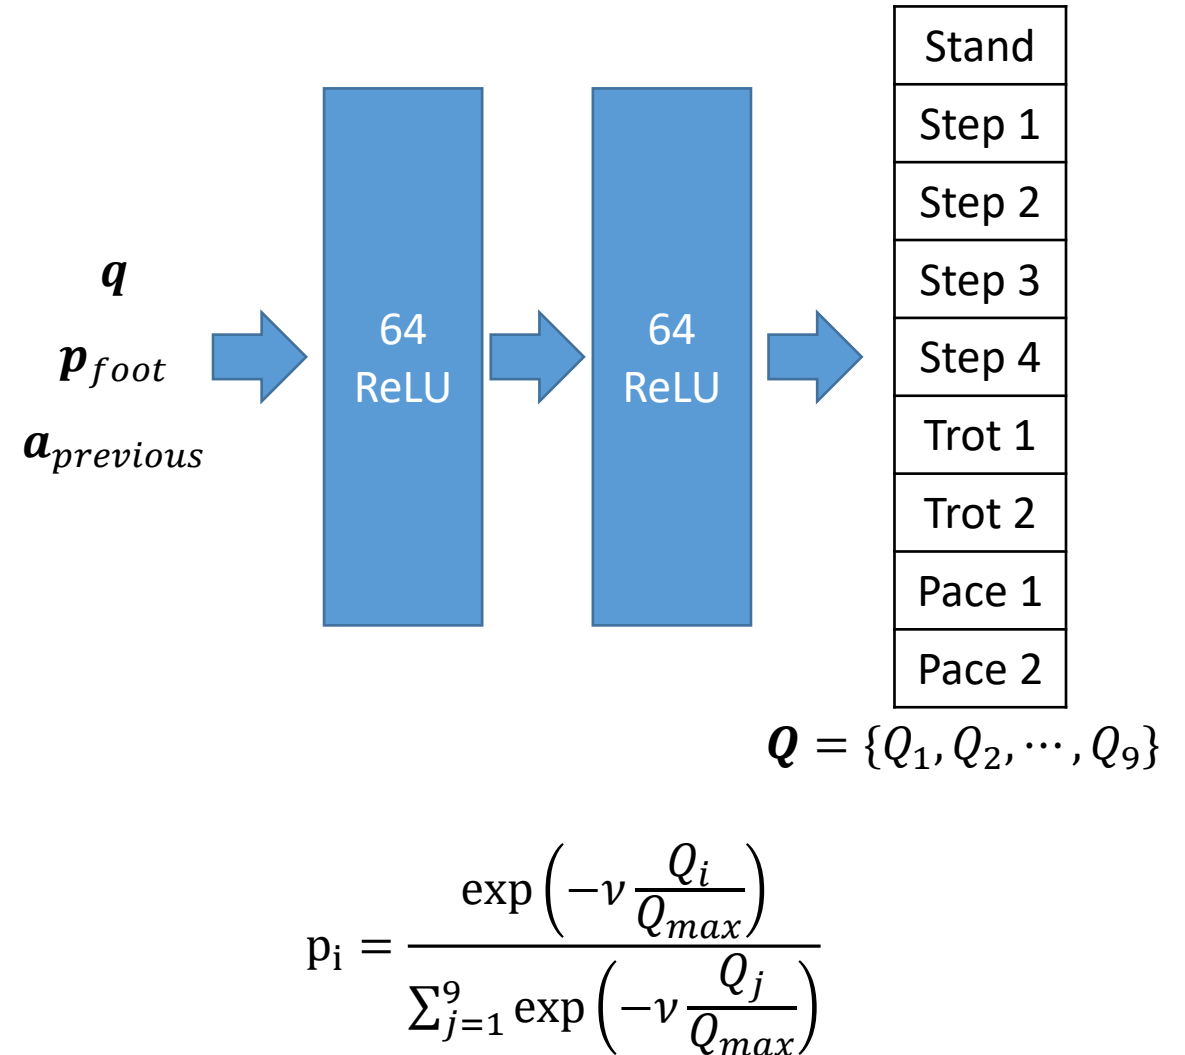 q
p_foot
a_previous
64
ReLU
64
ReLU
Stand
Step 1
Step 2
Step 3
Step 4
Trot 1
Trot 2
Pace 1
Pace 2
Q = {Q_1, Q_2, ⋯, Q_9}
p_i = exp(−ν Q_i / Q_max) / ∑_{j=1}^{9} exp(−ν Q_j / Q_max)